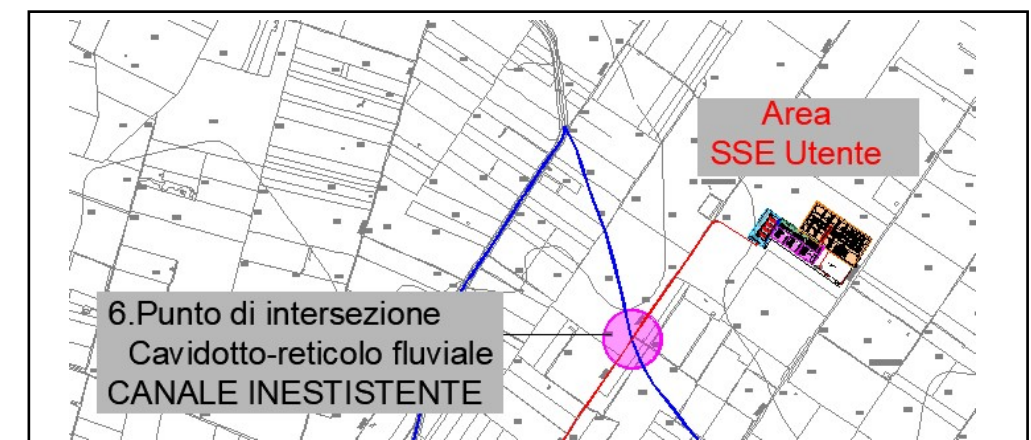 Area
SSE Utente
6.Punto di intersezione
Cavidotto-reticolo fluviale
CANALE INESTISTENTE